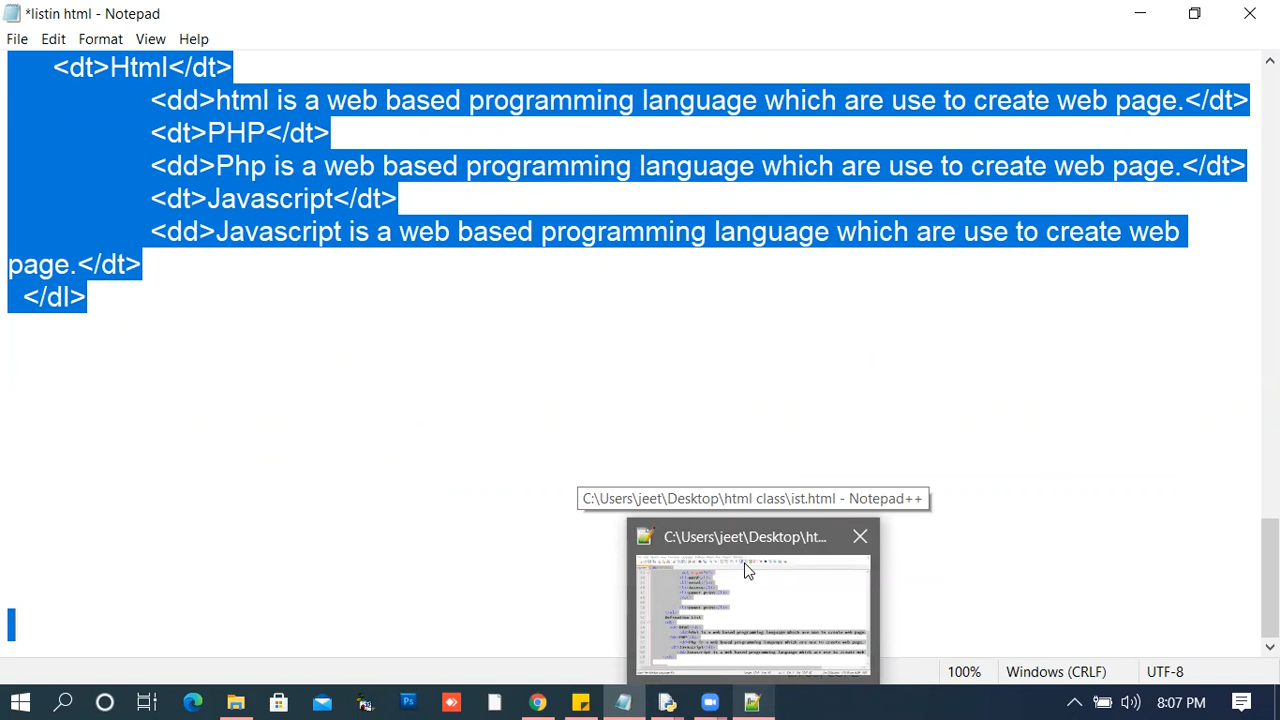 *listin html - Notepad
File Edit Format View Help
<dt>Html</dt>
<dd>html is a web based programming language which are use to create web page.</dt>
<dt>PHP</dt>
<dd>Php is a web based programming language which are use to create web page.</dt>
<dt>Javascript</dt>
<dd>Javascript is a web based programming language which are use to create web
page.</dt>
</dl>
C:\Users\jeet\Desktop\html class\ist.html - Notepad++
C:\Users\jeet\Desktop\ht...
100% Windows (CRLF) UTF-8
8:07 PM